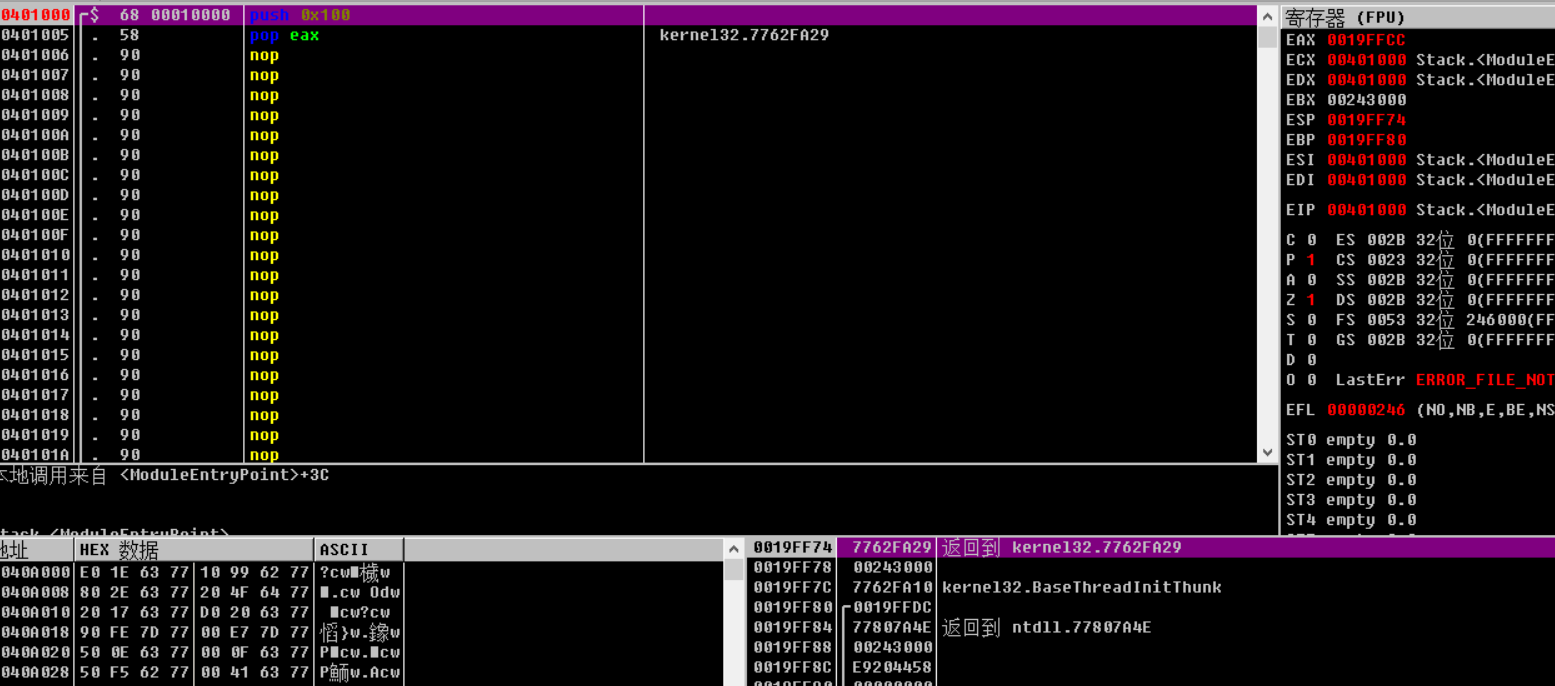 0401000 $ 68 00010000 push 0x100
0401005 . 58 pop eax kernel32.7762FA29
0401006 . 90 nop
0401007 . 90 nop
0401008 . 90 nop
0401009 . 90 nop
040100A . 90 nop
040100B . 90 nop
040100C . 90 nop
040100D . 90 nop
040100E . 90 nop
040100F . 90 nop
0401010 . 90 nop
0401011 . 90 nop
0401012 . 90 nop
0401013 . 90 nop
0401014 . 90 nop
0401015 . 90 nop
0401016 . 90 nop
0401017 . 90 nop
0401018 . 90 nop
0401019 . 90 nop
040101A . 90 nop
本地调用来自 <ModuleEntryPoint>+3C
tack.<ModuleEntryPoint>
寄存器 (FPU)
EAX 0019FFCC
ECX 00401000 Stack.<ModuleE
EDX 00401000 Stack.<ModuleE
EBX 00243000
ESP 0019FF74
EBP 0019FF80
ESI 00401000 Stack.<ModuleE
EDI 00401000 Stack.<ModuleE
EIP 00401000 Stack.<ModuleE
C 0 ES 002B 32位 0(FFFFFFF
P 1 CS 0023 32位 0(FFFFFFF
A 0 SS 002B 32位 0(FFFFFFF
Z 1 DS 002B 32位 0(FFFFFFF
S 0 FS 0053 32位 246000(FF
T 0 GS 002B 32位 0(FFFFFFF
D 0
O 0 LastErr ERROR_FILE_NOT
EFL 00000246 (NO,NB,E,BE,NS
ST0 empty 0.0
ST1 empty 0.0
ST2 empty 0.0
ST3 empty 0.0
ST4 empty 0.0
地址 HEX 数据 ASCII
040A000 E0 1E 63 77 10 99 62 77
040A008 80 2E 63 77 20 4F 64 77 .cw Odw
040A010 20 17 63 77 D0 20 63 77 cw?cw
040A018 90 FE 7D 77 00 E7 7D 77
040A020 50 0E 63 77 00 0F 63 77
040A028 50 F5 62 77 00 41 63 77
0019FF74 7762FA29 返回到 kernel32.7762FA29
0019FF78 00243000
0019FF7C 7762FA10 kernel32.BaseThreadInitThunk
0019FF80 0019FFDC
0019FF84 77807A4E 返回到 ntdll.77807A4E
0019FF88 00243000
0019FF8C E9204458